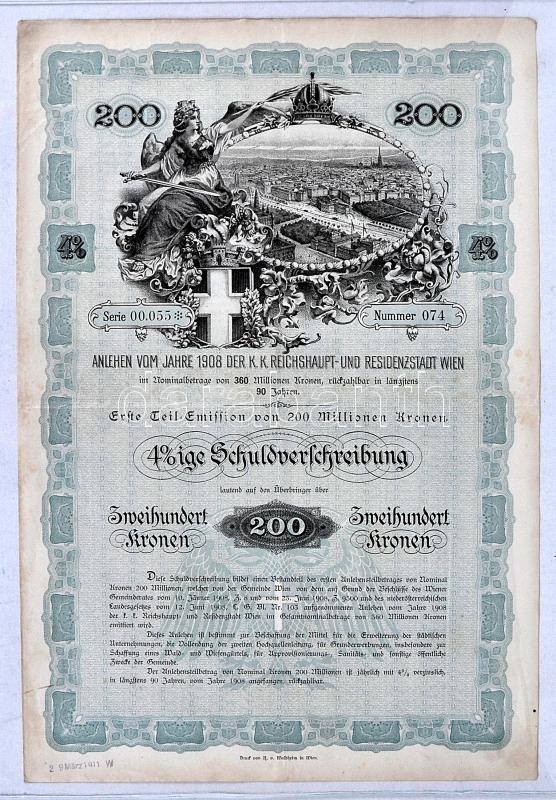 200
200
4%
4%
Serie 00.055
Nummer 074
ANLEHEN VOM JAHRE 1908 DER K. K. REICHSHAUPT- UND RESIDENZSTADT WIEN
im Nominalbetrage von 360 Millionen Kronen, rückzahlbar in längstens
90 Jahren.
Erste Teil-Emission von 200 Millionen Kronen
4%ige Schuldverschreibung
lautend auf den Überbringer über
Zweihundert
Kronen
200
Zweihundert
Kronen
Diese Schuldverschreibung bildet einen Bestandteil des ersten Anlehensteilbetrages von Nominal
Kronen 200 Millionen, welcher von der Gemeinde Wien von dem auf Grund der Beschlüsse des Wiener
Gemeinderates vom 10. Jänner 1908, Z. 8 und vom 23. Juni 1908, Z. 9500 und des niederösterreichischen
Landesgesetzes vom 12. Juni 1908, L. G. Bl. Nr. 103 aufgenommenen Anlehen vom Jahre 1908
der k. k. Reichshaupt- und Residenzstadt Wien im Gesamtnominalbetrage von 360 Millionen Kronen
emittiert wird.
Dieses Anlehen ist bestimmt zur Beschaffung der Mittel für die Erweiterung der städtischen
Unternehmungen, die Vollendung der zweiten Hochquellenleitung, für Grunderwerbungen, insbesondere zur
Schaffung eines Wald- und Wiesengürtels, für Approvisionierungs-, Sanitäts- und sonstige öffentliche
Zwecke der Gemeinde.
Der Anlehensteilbetrag von Nominal Kronen 200 Millionen ist jährlich mit 4% verzinslich,
in längstens 90 Jahren, vom Jahre 1908 angefangen, rückzahlbar.
Druck von R. v. Waldheim in Wien.
2 9 März 1911 W